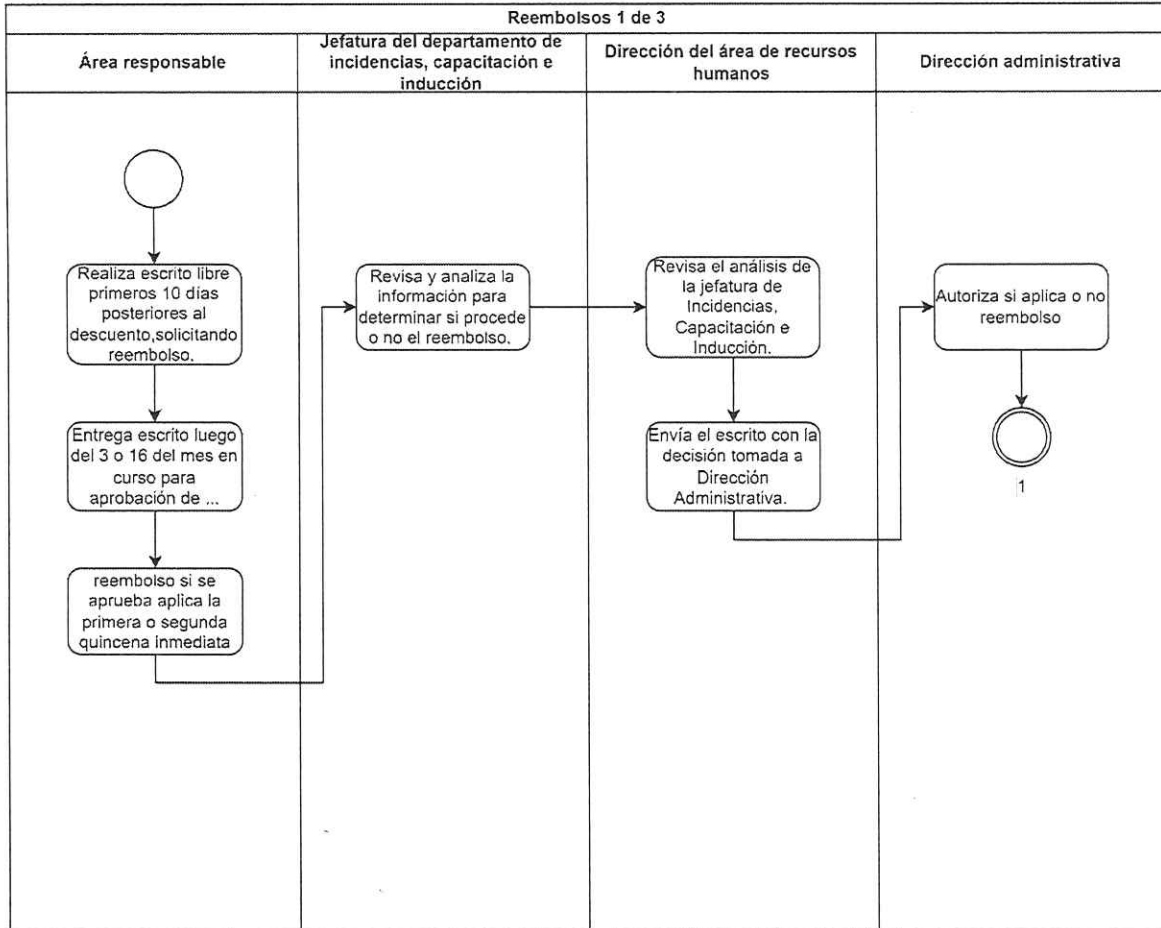 Reembolsos 1 de 3
Área responsable
Jefatura del departamento de
incidencias, capacitación e
inducción
Dirección del área de recursos
humanos
Dirección administrativa
Realiza escrito libre
primeros 10 días
posteriores al
descuento,solicitando
reembolso.
Entrega escrito luego
del 3 o 16 del mes en
curso para
aprobación de ...
reembolso si se
aprueba aplica la
primera o segunda
quincena inmediata
Revisa y analiza la
información para
determinar si procede
o no el reembolso.
Revisa el análisis de
la jefatura de
Incidencias,
Capacitación e
Inducción.
Envía el escrito con la
decisión tomada a
Dirección
Administrativa.
Autoriza si aplica o no
reembolso
1